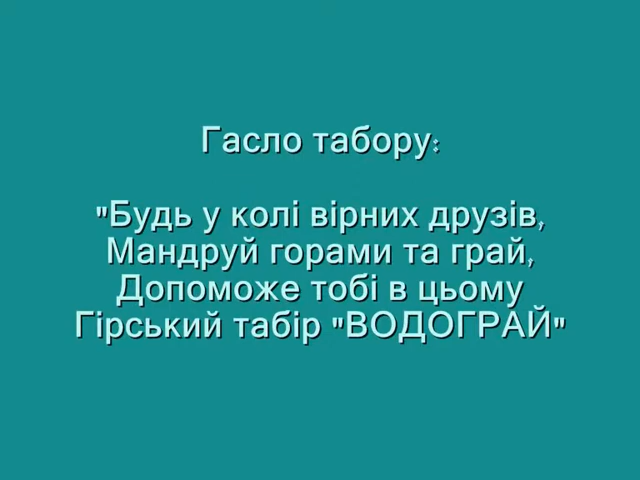 Гасло табору:
"Будь у колі вірних друзів,
Мандруй горами та грай,
Допоможе тобі в цьому
Гірський табір "ВОДОГРАЙ"